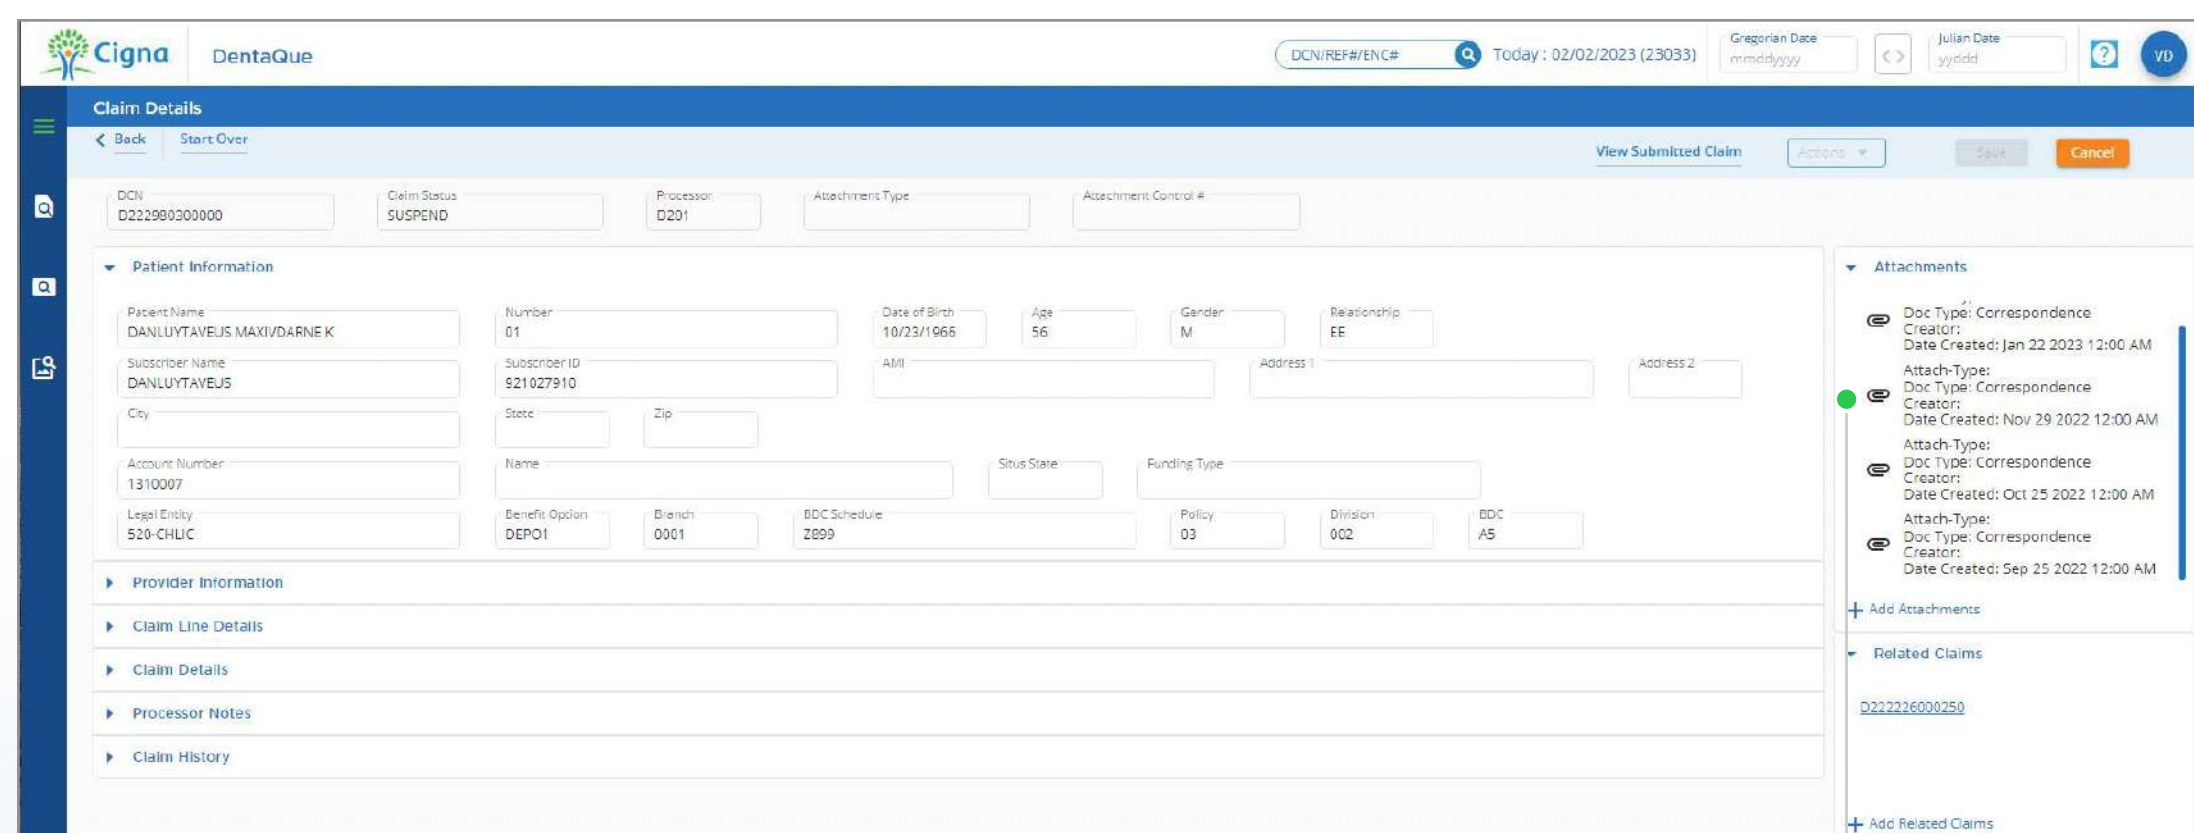 Cigna
DentaQue
DCN/REF#/ENC#
Today : 02/02/2023 (23033)
Gregorian Date
mmddyyyy
< >
Julian Date
yyddd
?
VD
Claim Details
Back
Start Over
View Submitted Claim
Actions
Save
Cancel
DCN
D222980300000
Claim Status
SUSPEND
Processor
D201
Attachment Type
Attachment Control #
Patient Information
Patient Name
DANLUYTAVEUS MAXIVDARNE K
Number
01
Date of Birth
10/23/1966
Age
56
Gender
M
Relationship
EE
Subscriber Name
DANLUYTAVEUS
Subscriber ID
921027910
AMI
Address 1
Address 2
City
State
Zip
Account Number
1310007
Name
Situs State
Funding Type
Legal Entity
520-CHLIC
Benefit Option
DEPO1
Branch
0001
BDC Schedule
Z899
Policy
03
Division
002
BDC
A5
Provider Information
Claim Line Details
Claim Details
Processor Notes
Claim History
Attachments
Doc Type: Correspondence
Creator:
Date Created: Jan 22 2023 12:00 AM
Attach-Type:
Doc Type: Correspondence
Creator:
Date Created: Nov 29 2022 12:00 AM
Attach-Type:
Doc Type: Correspondence
Creator:
Date Created: Oct 25 2022 12:00 AM
Attach-Type:
Doc Type: Correspondence
Creator:
Date Created: Sep 25 2022 12:00 AM
+ Add Attachments
Related Claims
D222226000250
+ Add Related Claims